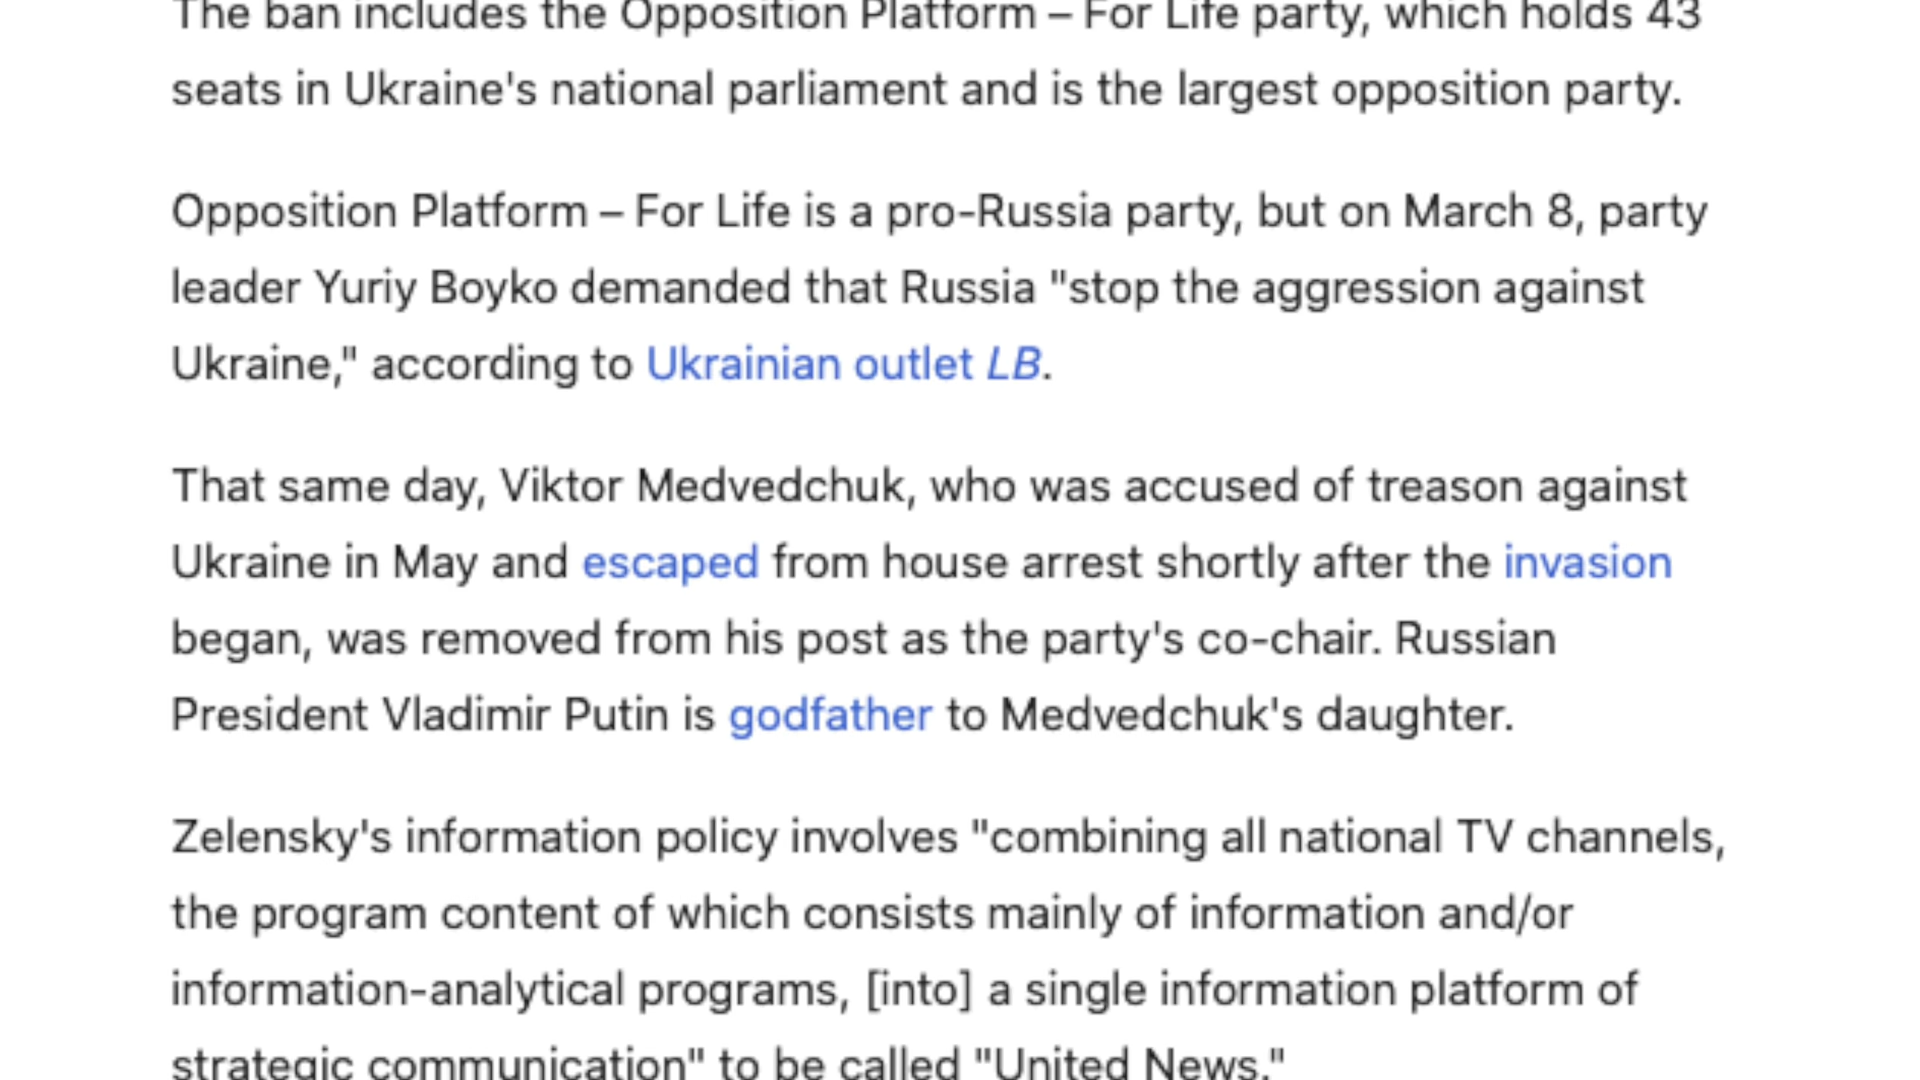 The ban includes the Opposition Platform – For Life party, which holds 43
seats in Ukraine's national parliament and is the largest opposition party.
Opposition Platform – For Life is a pro-Russia party, but on March 8, party
leader Yuriy Boyko demanded that Russia "stop the aggression against
Ukraine," according to Ukrainian outlet LB.
That same day, Viktor Medvedchuk, who was accused of treason against
Ukraine in May and escaped from house arrest shortly after the invasion
began, was removed from his post as the party's co-chair. Russian
President Vladimir Putin is godfather to Medvedchuk's daughter.
Zelensky's information policy involves "combining all national TV channels,
the program content of which consists mainly of information and/or
information-analytical programs, [into] a single information platform of
strategic communication" to be called "United News."